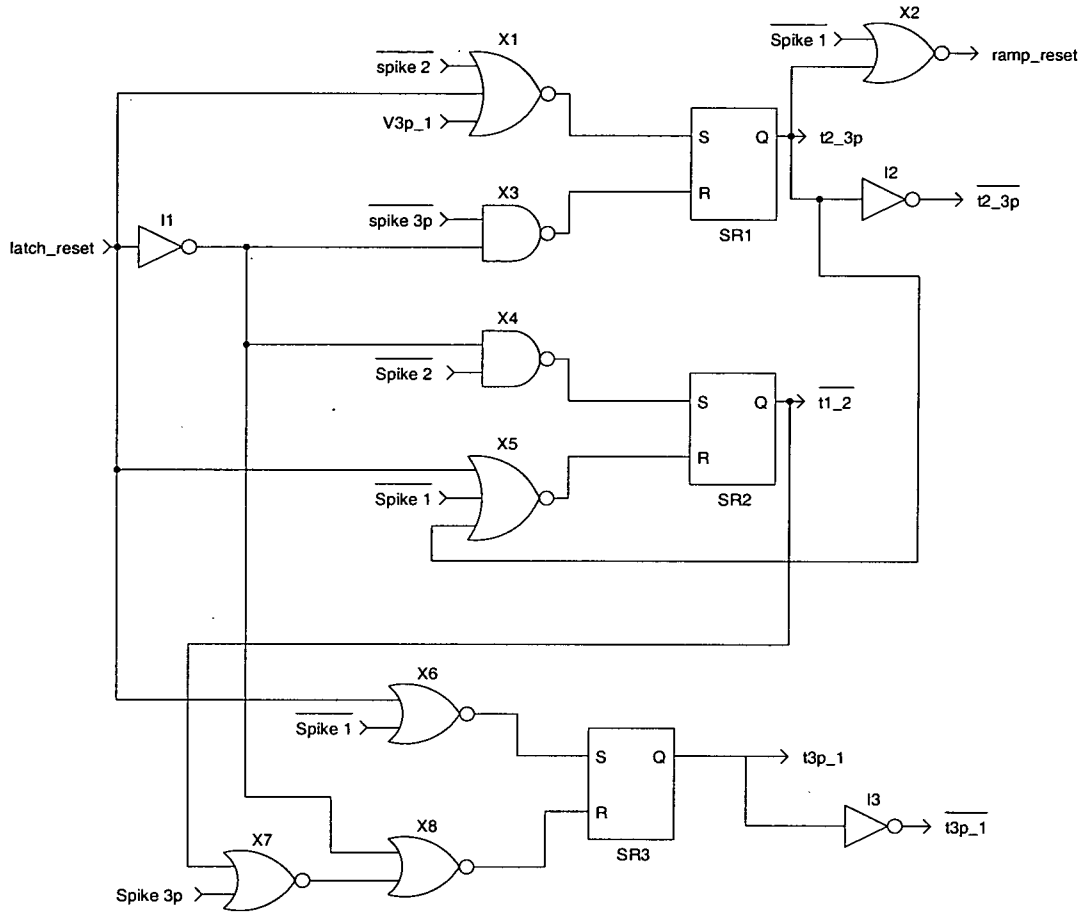 X2
Spike 1
ramp_reset
X1
spike 2
V3p_1
S
Q
t2_3p
R
SR1
I2
t2_3p
X3
spike 3p
I1
latch_reset
X4
Spike 2
S
Q
t1_2
R
SR2
X5
Spike 1
X6
Spike 1
S
Q
t3p_1
R
SR3
I3
t3p_1
X7
X8
Spike 3p